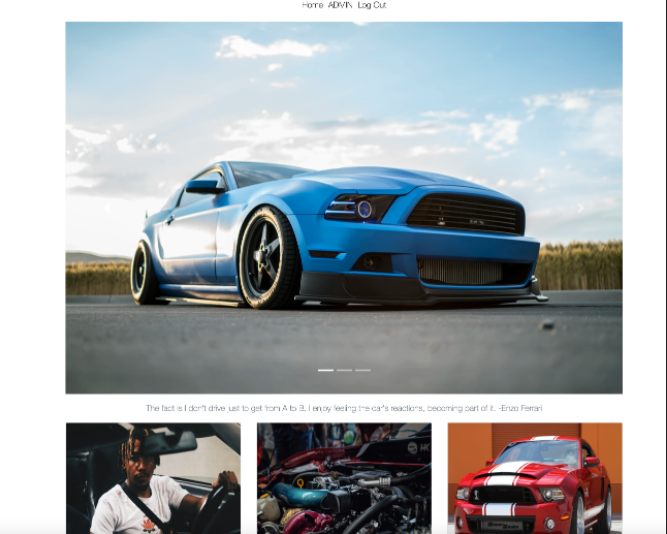 Home ADMIN Log Out
The fact is I don't drive just to get from A to B. I enjoy feeling the car's reactions, becoming part of it. -Enzo Ferrari